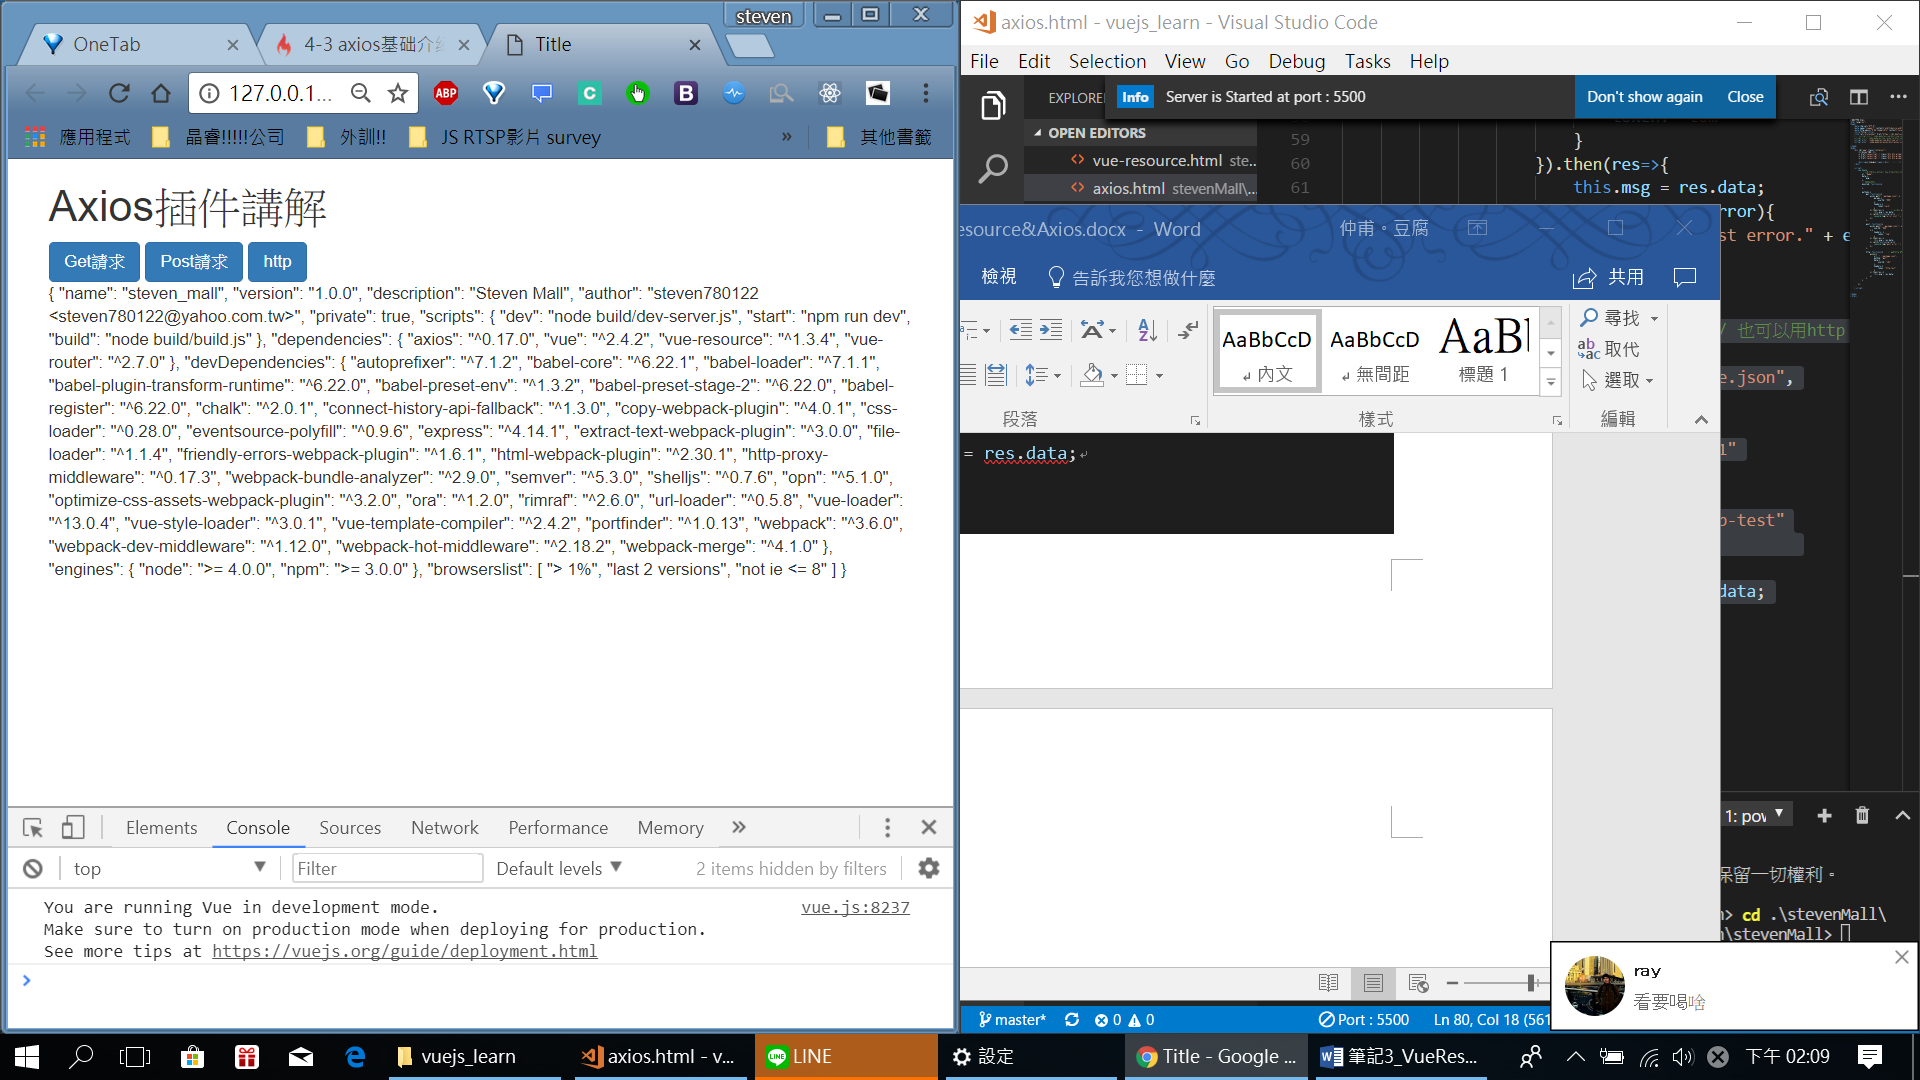 steven
OneTab
4-3 axios基础介绍
Title
127.0.0.1...
應用程式
晶睿!!!!!公司
外訓!!
JS RTSP影片 survey
»
其他書籤
Axios插件講解
Get請求
Post請求
http
{ "name": "steven_mall", "version": "1.0.0", "description": "Steven Mall", "author": "steven780122
<steven780122@yahoo.com.tw>", "private": true, "scripts": { "dev": "node build/dev-server.js", "start": "npm run dev",
"build": "node build/build.js" }, "dependencies": { "axios": "^0.17.0", "vue": "^2.4.2", "vue-resource": "^1.3.4", "vue-
router": "^2.7.0" }, "devDependencies": { "autoprefixer": "^7.1.2", "babel-core": "^6.22.1", "babel-loader": "^7.1.1",
"babel-plugin-transform-runtime": "^6.22.0", "babel-preset-env": "^1.3.2", "babel-preset-stage-2": "^6.22.0", "babel-
register": "^6.22.0", "chalk": "^2.0.1", "connect-history-api-fallback": "^1.3.0", "copy-webpack-plugin": "^4.0.1", "css-
loader": "^0.28.0", "eventsource-polyfill": "^0.9.6", "express": "^4.14.1", "extract-text-webpack-plugin": "^3.0.0", "file-
loader": "^1.1.4", "friendly-errors-webpack-plugin": "^1.6.1", "html-webpack-plugin": "^2.30.1", "http-proxy-
middleware": "^0.17.3", "webpack-bundle-analyzer": "^2.9.0", "semver": "^5.3.0", "shelljs": "^0.7.6", "opn": "^5.1.0",
"optimize-css-assets-webpack-plugin": "^3.2.0", "ora": "^1.2.0", "rimraf": "^2.6.0", "url-loader": "^0.5.8", "vue-loader":
"^13.0.4", "vue-style-loader": "^3.0.1", "vue-template-compiler": "^2.4.2", "portfinder": "^1.0.13", "webpack": "^3.6.0",
"webpack-dev-middleware": "^1.12.0", "webpack-hot-middleware": "^2.18.2", "webpack-merge": "^4.1.0" },
"engines": { "node": ">= 4.0.0", "npm": ">= 3.0.0" }, "browserslist": [ "> 1%", "last 2 versions", "not ie <= 8" ] }
Elements
Console
Sources
Network
Performance
Memory
»
top
Filter
Default levels
2 items hidden by filters
You are running Vue in development mode.
vue.js:8237
Make sure to turn on production mode when deploying for production.
See more tips at https://vuejs.org/guide/deployment.html
axios.html - vuejs_learn - Visual Studio Code
File
Edit
Selection
View
Go
Debug
Tasks
Help
EXPLORE
Info
Server is Started at port : 5500
Don't show again
Close
OPEN EDITORS
vue-resource.html ste...
axios.html stevenMall\...
59
}
60
}).then(res=>{
61
this.msg = res.data;
ror){
st error." + e
esource&Axios.docx - Word
仲甫。豆腐
檢視
告訴我您想做什麼
共用
AaBbCcD
內文
AaBbCcD
無間距
AaBl
標題 1
尋找
取代
選取
段落
樣式
編輯
= res.data;
// 也可以用http
e.json",
l"
p-test"
data;
1: pov
保留一切權利。
> cd .\stevenMall\
n\stevenMall>
ray
看要喝啥
master*
0
0
Port : 5500
Ln 80, Col 18 (561
vuejs_learn
axios.html - v...
LINE
設定
Title - Google ...
筆記3_VueRes...
下午 02:09